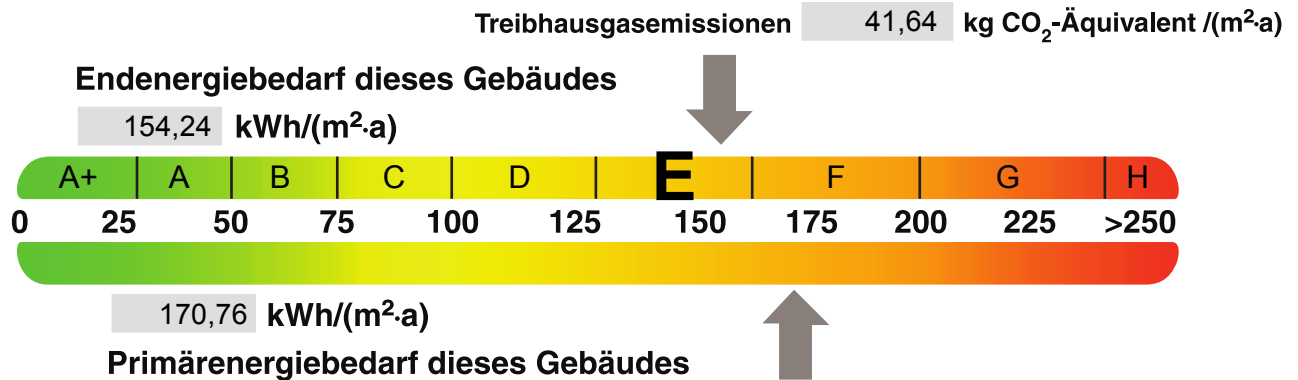 Treibhausgasemissionen 41,64 kg CO₂-Äquivalent /(m²·a)
Endenergiebedarf dieses Gebäudes
154,24 kWh/(m²·a)
A+ A B C D E F G H
0 25 50 75 100 125 150 175 200 225 >250
170,76 kWh/(m²·a)
Primärenergiebedarf dieses Gebäudes